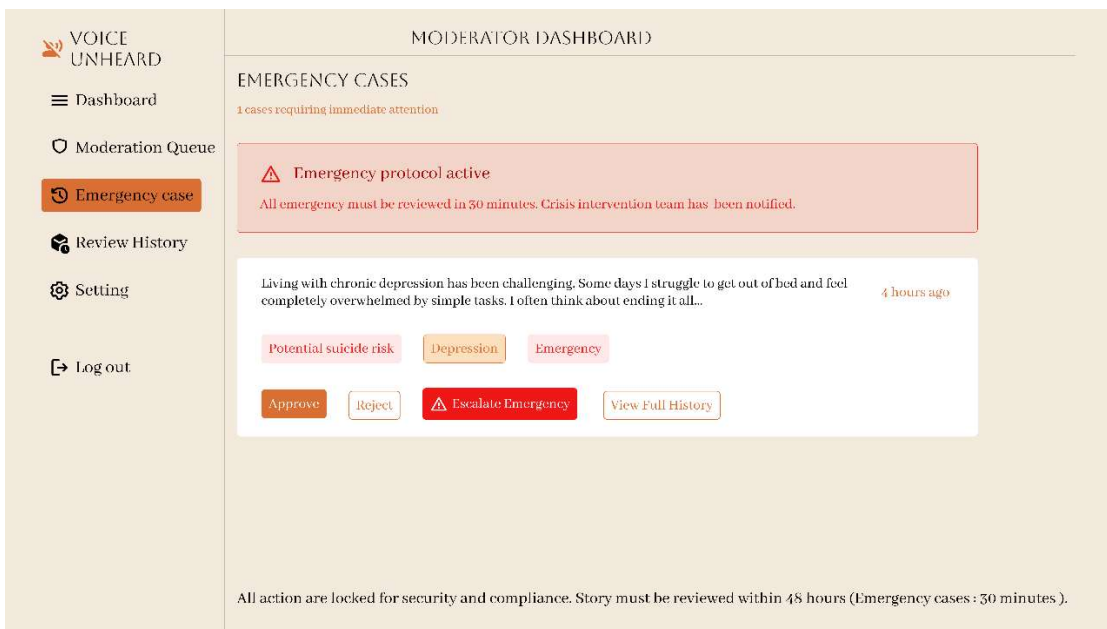 VOICE
UNHEARD
MODERATOR DASHBOARD
Dashboard
Moderation Queue
Emergency case
Review History
Setting
Log out
EMERGENCY CASES
1 cases requiring immediate attention
Emergency protocol active
All emergency must be reviewed in 30 minutes. Crisis intervention team has been notified.
Living with chronic depression has been challenging. Some days I struggle to get out of bed and feel
completely overwhelmed by simple tasks. I often think about ending it all...
4 hours ago
Potential suicide risk Depression Emergency
Approve Reject Escalate Emergency View Full History
All action are locked for security and compliance. Story must be reviewed within 48 hours (Emergency cases : 30 minutes ).